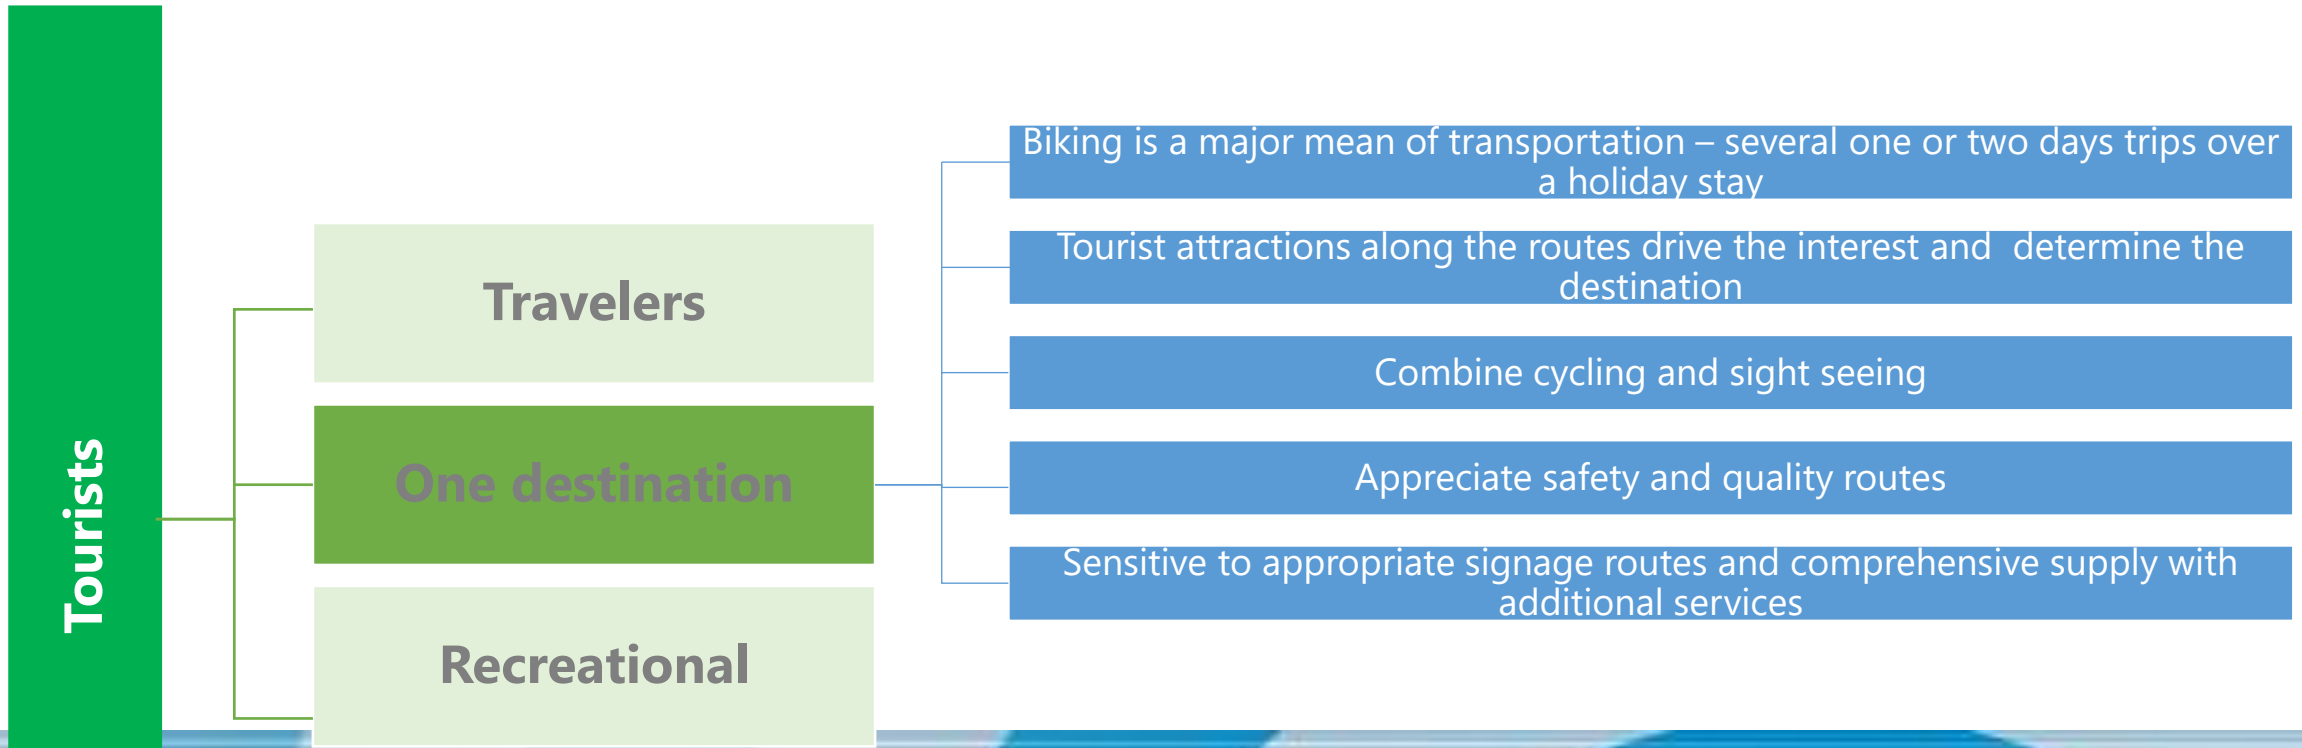 Tourists
Travelers
One destination
Recreational
Biking is a major mean of transportation – several one or two days trips over
a holiday stay
Tourist attractions along the routes drive the interest and  determine the
destination
Combine cycling and sight seeing
Appreciate safety and quality routes
Sensitive to appropriate signage routes and comprehensive supply with
additional services